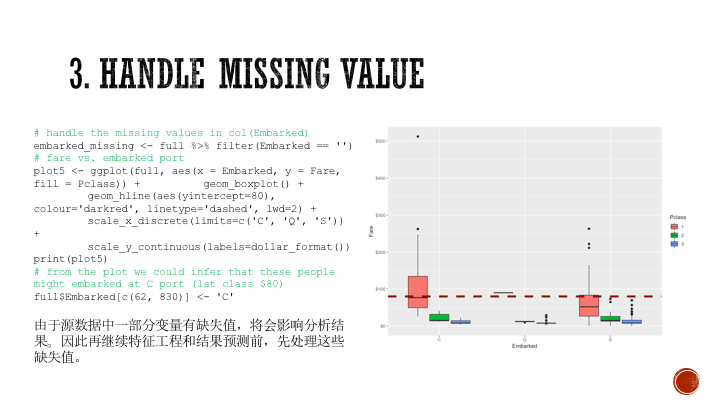 3. HANDLE MISSING VALUE
# handle the missing values in col(Embarked)
embarked_missing <- full %>% filter(Embarked == '')
# fare vs. embarked port
plot5 <- ggplot(full, aes(x = Embarked, y = Fare,
fill = Pclass)) + geom_boxplot() +
geom_hline(aes(yintercept=80),
colour='darkred', linetype='dashed', lwd=2) +
scale_x_discrete(limits=c('C', 'Q', 'S'))
+
scale_y_continuous(labels=dollar_format())
print(plot5)
# from the plot we could infer that these people
might embarked at C port (1st class $80)
full$Embarked[c(62, 830)] <- 'C'
由于源数据中一部分变量有缺失值，将会影响分析结
果。因此再继续特征工程和结果预测前，先处理这些
缺失值。
$500
$400
$300
$200
$100
$0
Fare
C
Q
S
Embarked
Pclass
1
2
3